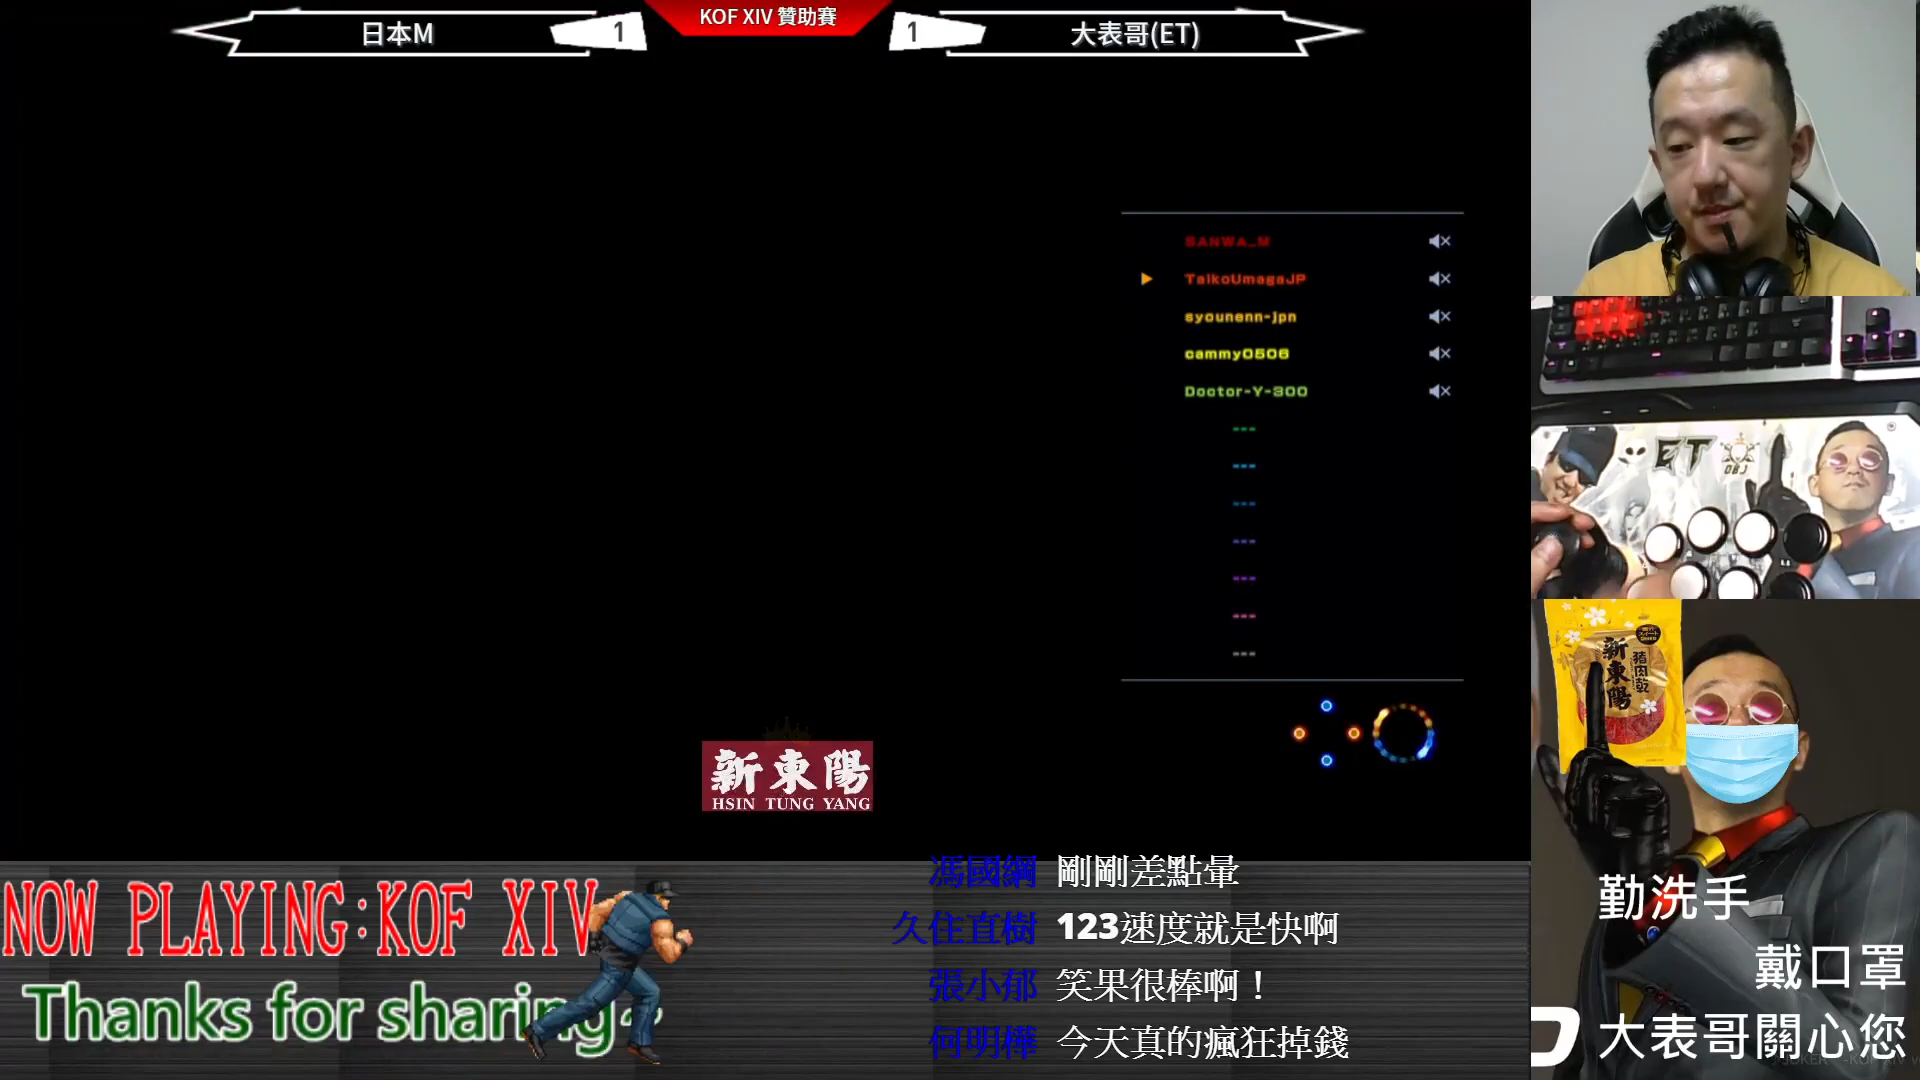 日本M
1
KOF XIV 贊助賽
1
大表哥(ET)
SANWA_M
TaikoUmagaJP
syounenn-jpn
cammy0506
Doctor-Y-300
---
---
---
---
---
---
---
ET
OBJ
新東陽
豬肉乾
新東陽
HSIN TUNG YANG
馮國綱 剛剛差點暈
久住直樹 123速度就是快啊
張小郁 笑果很棒啊！
何明樺 今天真的瘋狂掉錢
NOW PLAYING:KOF XIV
Thanks for sharing~
勤洗手
戴口罩
大表哥關心您